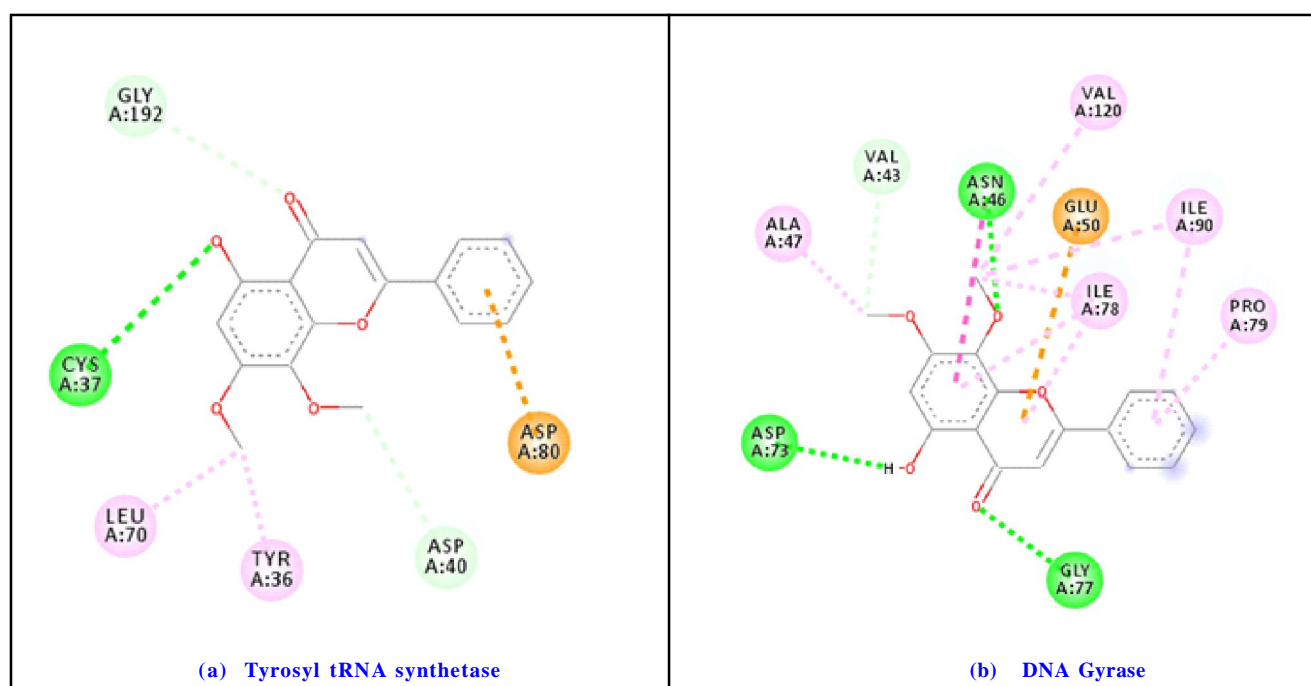 GLY
A:192
O
O
CYS
A:37
O
O
O
ASP
A:80
LEU
A:70
TYR
A:36
ASP
A:40
(a) Tyrosyl tRNA synthetase
VAL
A:120
VAL
A:43
ASN
A:46
GLU
A:50
ILE
A:90
ALA
A:47
ILE
A:78
PRO
A:79
O
O
O
ASP
A:73
H
O
O
GLY
A:77
(b) DNA Gyrase